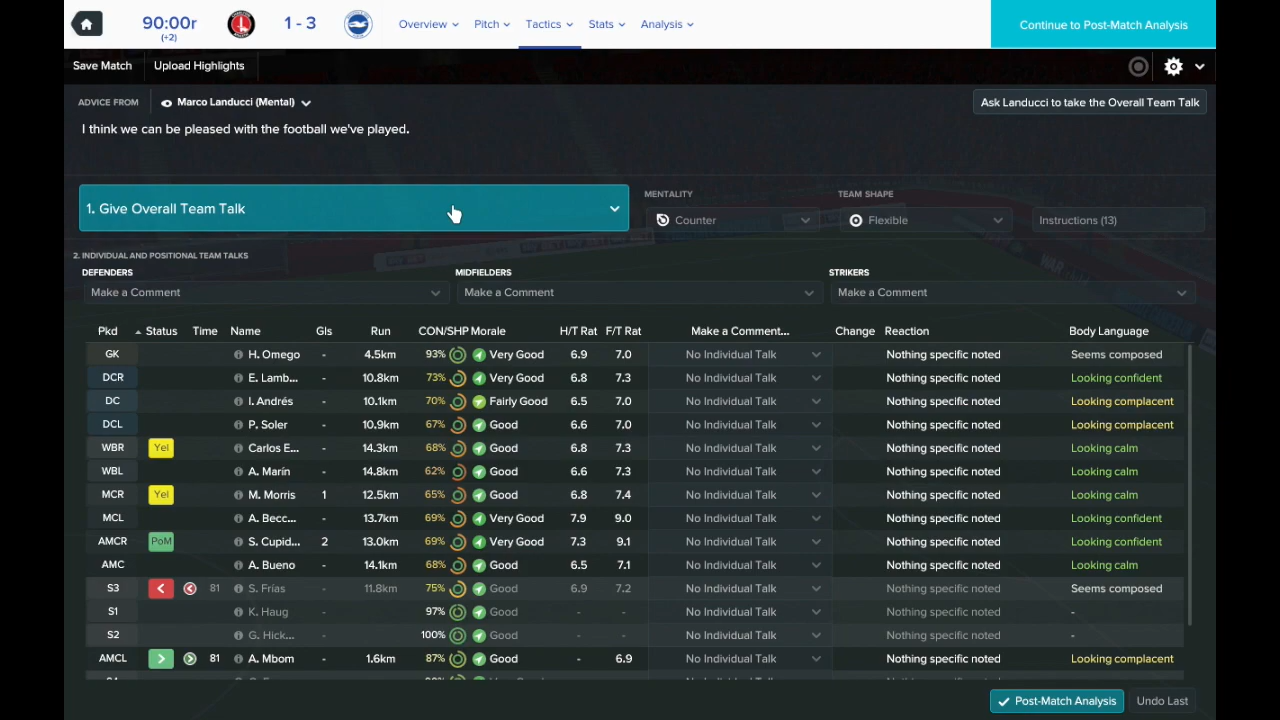 90:00r
(+2)
1 - 3
Overview Pitch Tactics Stats Analysis
Continue to Post-Match Analysis
Save Match Upload Highlights
ADVICE FROM Marco Landucci (Mental)
Ask Landucci to take the Overall Team Talk
I think we can be pleased with the football we've played.
1. Give Overall Team Talk
MENTALITY TEAM SHAPE
Counter Flexible Instructions (13)
2. INDIVIDUAL AND POSITIONAL TEAM TALKS
DEFENDERS MIDFIELDERS STRIKERS
Make a Comment Make a Comment Make a Comment
Pkd Status Time Name Gls Run CON/SHP Morale H/T Rat F/T Rat Make a Comment... Change Reaction Body Language
GK H. Omego - 4.5km 93% Very Good 6.9 7.0 No Individual Talk Nothing specific noted Seems composed
DCR E. Lamb... - 10.8km 73% Very Good 6.8 7.3 No Individual Talk Nothing specific noted Looking confident
DC I. Andrés - 10.1km 70% Fairly Good 6.5 7.0 No Individual Talk Nothing specific noted Looking complacent
DCL P. Soler - 10.9km 67% Good 6.6 7.0 No Individual Talk Nothing specific noted Looking complacent
WBR Yel Carlos E... - 14.3km 68% Good 6.8 7.3 No Individual Talk Nothing specific noted Looking calm
WBL A. Marín - 14.8km 62% Good 6.6 7.3 No Individual Talk Nothing specific noted Looking calm
MCR Yel M. Morris 1 12.5km 65% Good 6.8 7.4 No Individual Talk Nothing specific noted Looking calm
MCL A. Becc... - 13.7km 69% Very Good 7.9 9.0 No Individual Talk Nothing specific noted Looking confident
AMCR PoM S. Cupid... 2 13.0km 69% Very Good 7.3 9.1 No Individual Talk Nothing specific noted Looking confident
AMC A. Bueno - 14.1km 68% Good 6.5 7.1 No Individual Talk Nothing specific noted Looking calm
S3 81 S. Frías - 11.8km 75% Good 6.9 7.2 No Individual Talk Nothing specific noted Seems composed
S1 K. Haug - 97% Good - - No Individual Talk Nothing specific noted -
S2 G. Hick... - 100% Good - - No Individual Talk Nothing specific noted -
AMCL 81 A. Mbom - 1.6km 87% Good - 6.9 No Individual Talk Nothing specific noted Looking complacent
Post-Match Analysis Undo Last